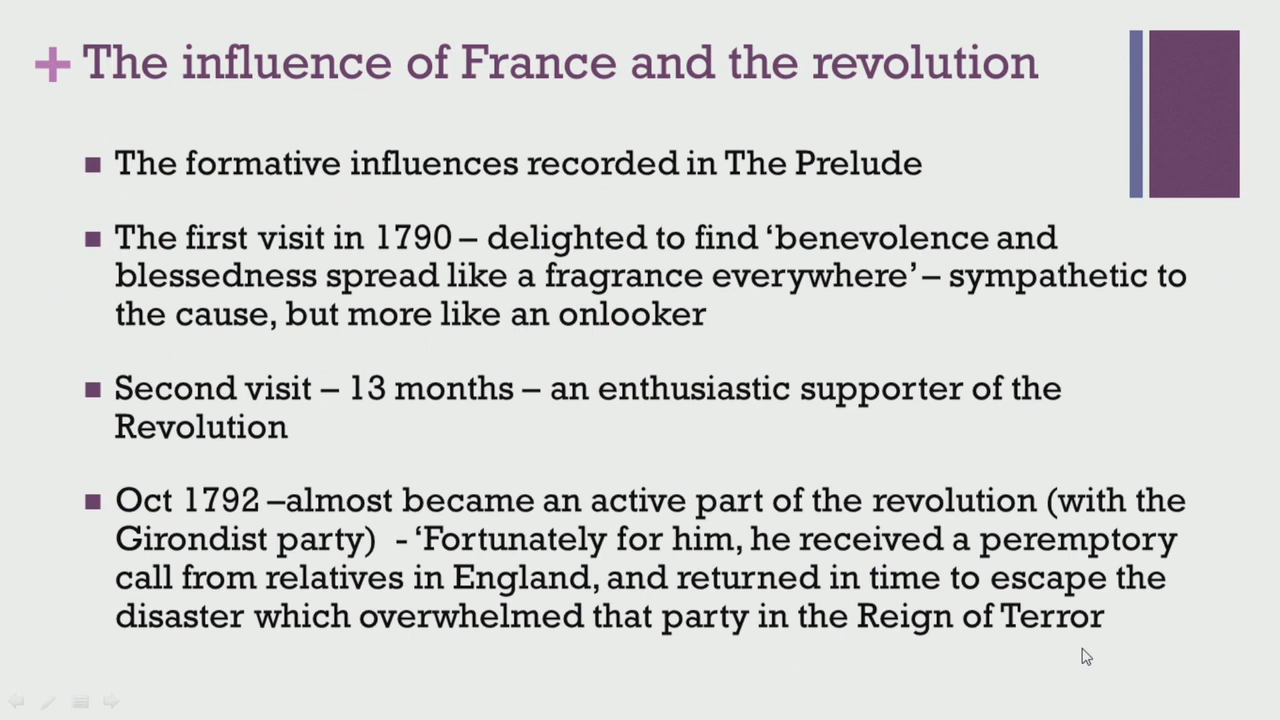 + The influence of France and the revolution
■ The formative influences recorded in The Prelude
■ The first visit in 1790 – delighted to find ‘benevolence and
blessedness spread like a fragrance everywhere’ – sympathetic to
the cause, but more like an onlooker
■ Second visit – 13 months – an enthusiastic supporter of the
Revolution
■ Oct 1792 –almost became an active part of the revolution (with the
Girondist party)  - ‘Fortunately for him, he received a peremptory
call from relatives in England, and returned in time to escape the
disaster which overwhelmed that party in the Reign of Terror